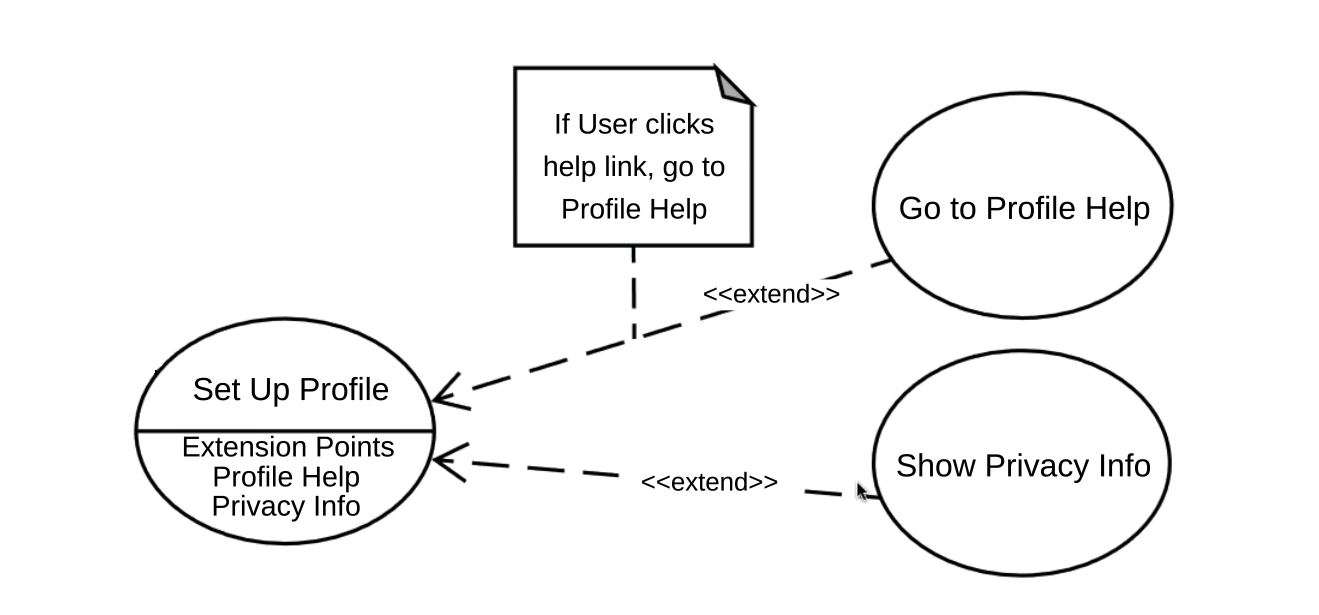 If User clicks
help link, go to
Profile Help
Go to Profile Help
<<extend>>
Set Up Profile
Extension Points
Profile Help
Privacy Info
<<extend>>
Show Privacy Info